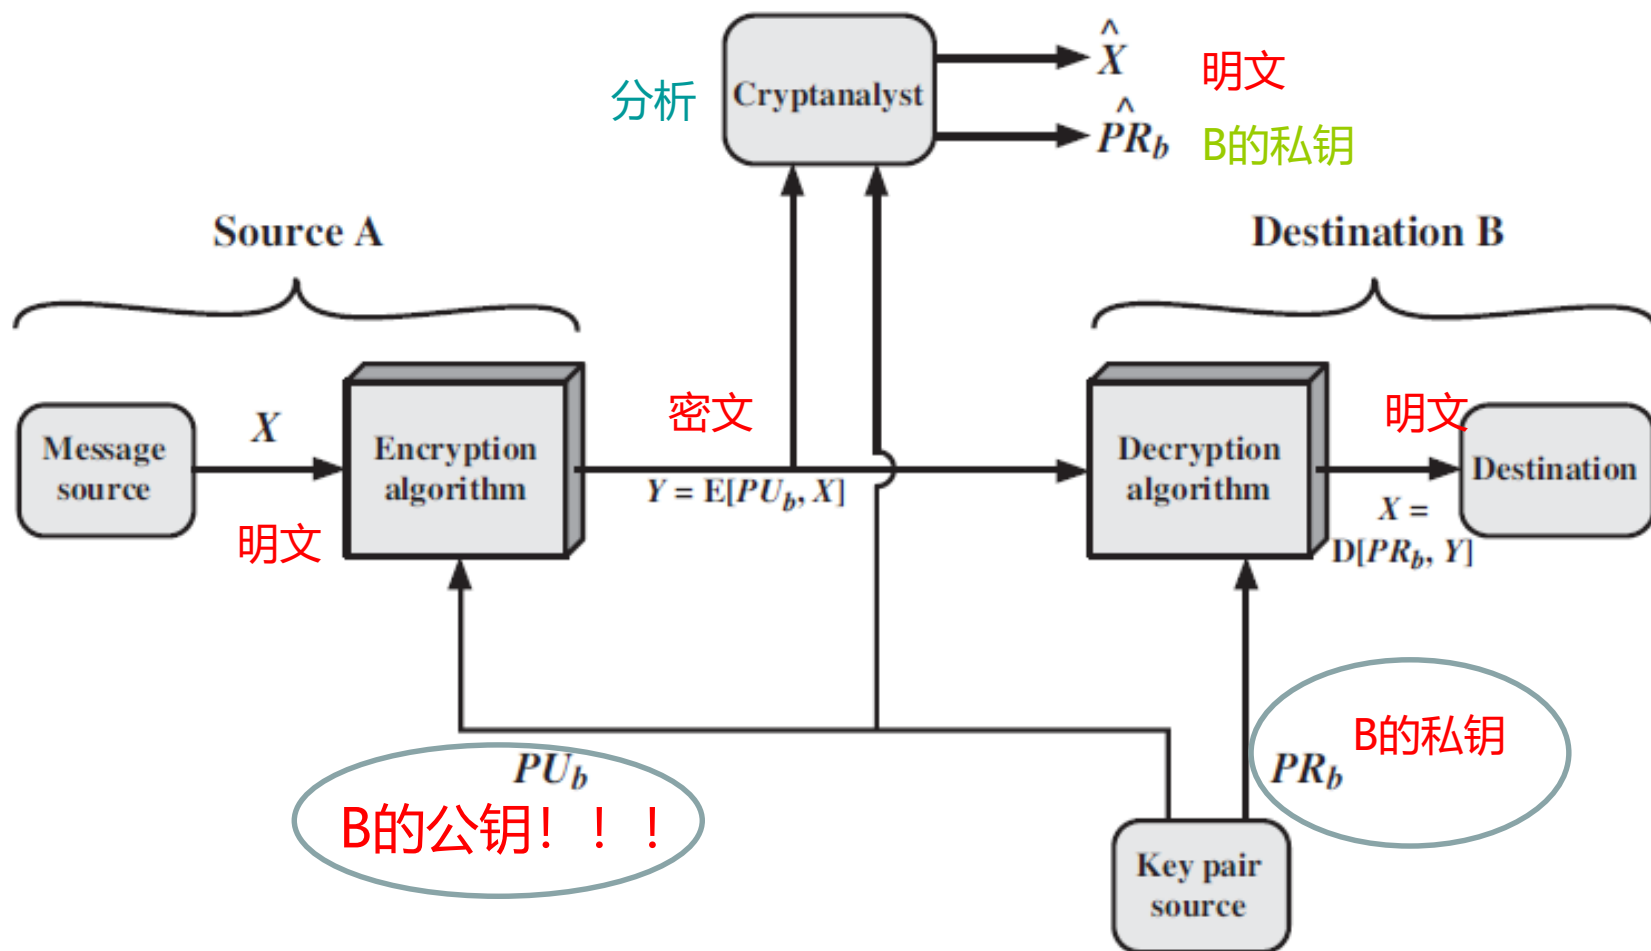 ^
X
明文
分析
Cryptanalyst
^
PR_b
B的私钥
Source A
Destination B
Message
source
X
明文
Encryption
algorithm
密文
Y = E[PU_b, X]
Decryption
algorithm
明文
X =
D[PR_b, Y]
Destination
PU_b
B的公钥！！！
PR_b
B的私钥
Key pair
source